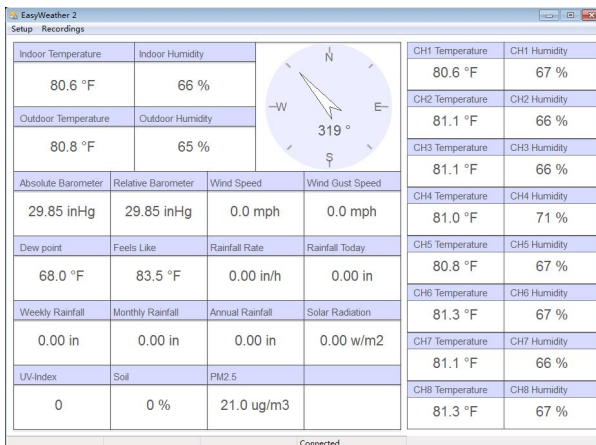 EasyWeather 2
Setup Recordings
Indoor Temperature Indoor Humidity
80.6 °F 66 %
Outdoor Temperature Outdoor Humidity
80.8 °F 65 %
N
W E
319 °
S
Absolute Barometer Relative Barometer Wind Speed Wind Gust Speed
29.85 inHg 29.85 inHg 0.0 mph 0.0 mph
Dew point Feels Like Rainfall Rate Rainfall Today
68.0 °F 83.5 °F 0.00 in/h 0.00 in
Weekly Rainfall Monthly Rainfall Annual Rainfall Solar Radiation
0.00 in 0.00 in 0.00 in 0.00 w/m2
UV-Index Soil PM2.5
0 0 % 21.0 ug/m3
CH1 Temperature CH1 Humidity
80.6 °F 67 %
CH2 Temperature CH2 Humidity
81.1 °F 66 %
CH3 Temperature CH3 Humidity
81.1 °F 66 %
CH4 Temperature CH4 Humidity
81.0 °F 71 %
CH5 Temperature CH5 Humidity
80.8 °F 67 %
CH6 Temperature CH6 Humidity
81.3 °F 67 %
CH7 Temperature CH7 Humidity
81.1 °F 66 %
CH8 Temperature CH8 Humidity
81.3 °F 67 %
Connected